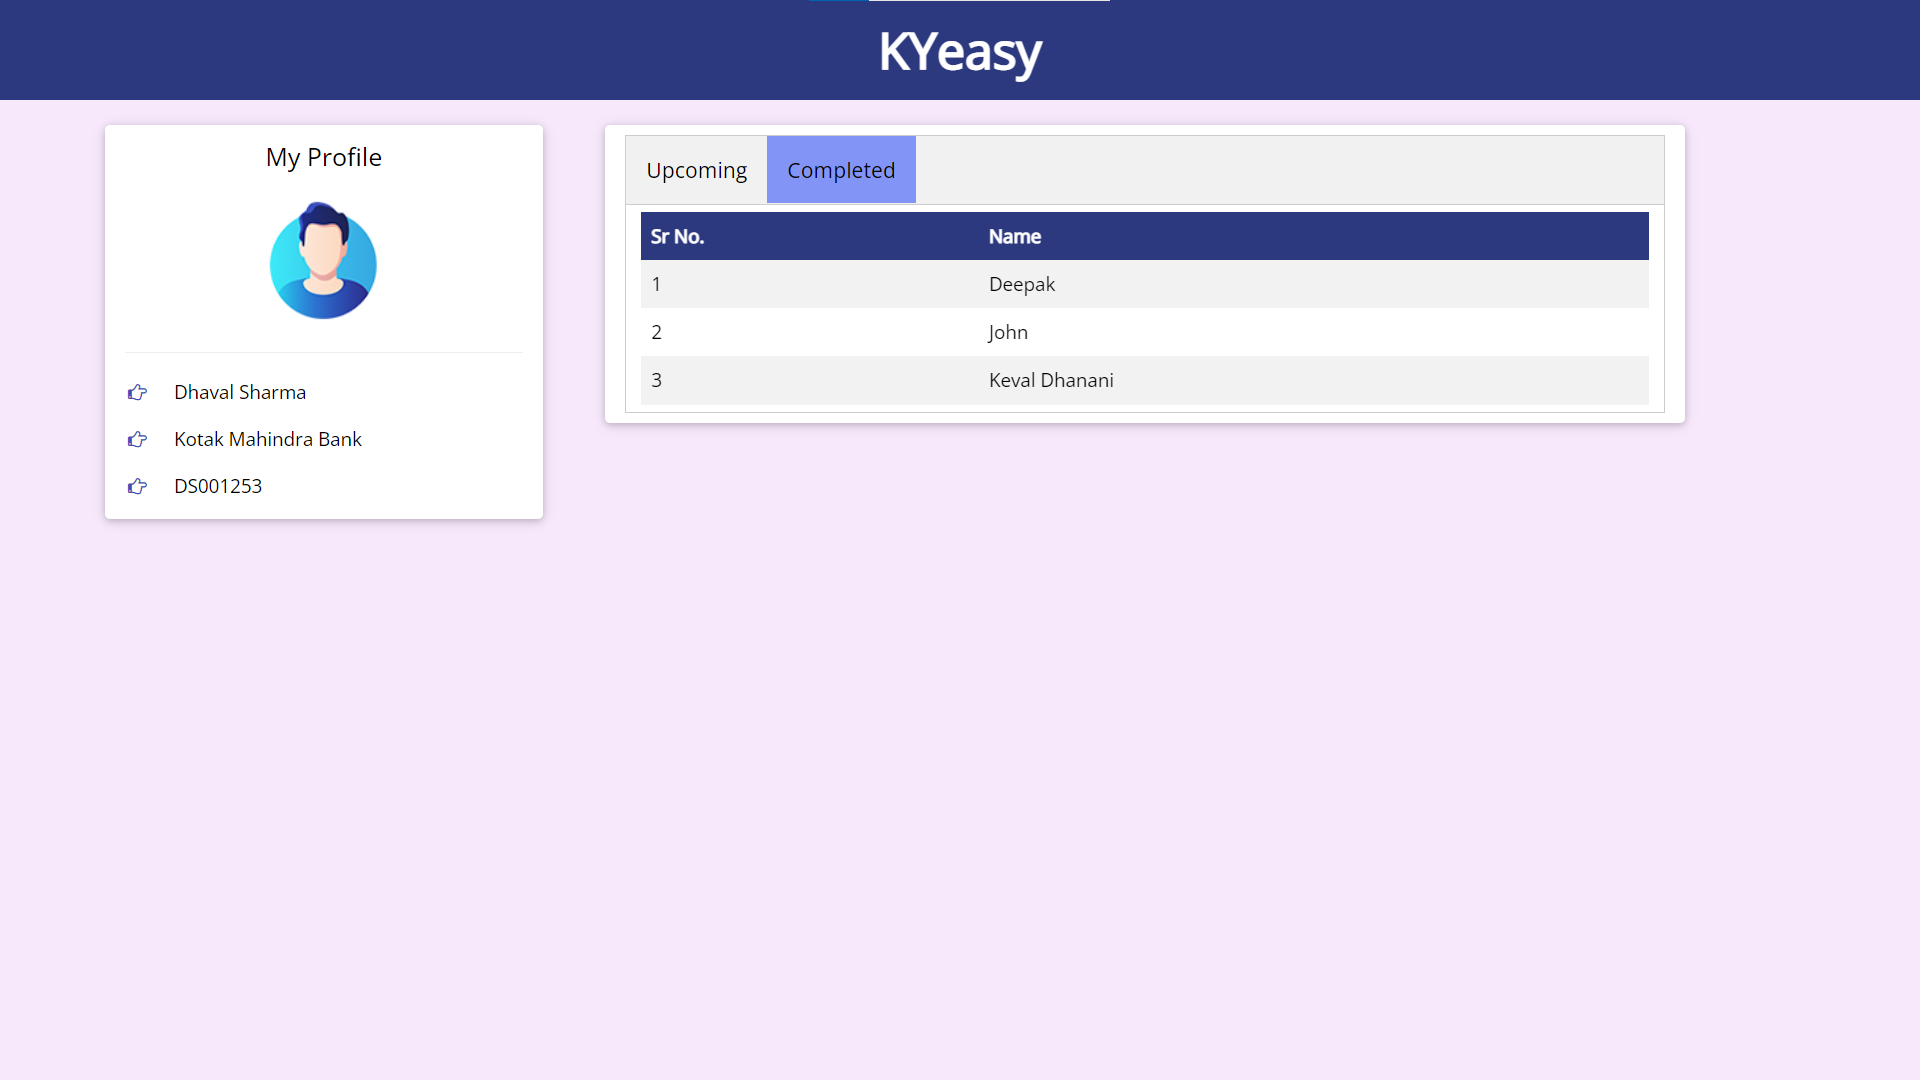 KYeasy
My Profile
Dhaval Sharma
Kotak Mahindra Bank
DS001253
Upcoming Completed
Sr No. Name
1 Deepak
2 John
3 Keval Dhanani